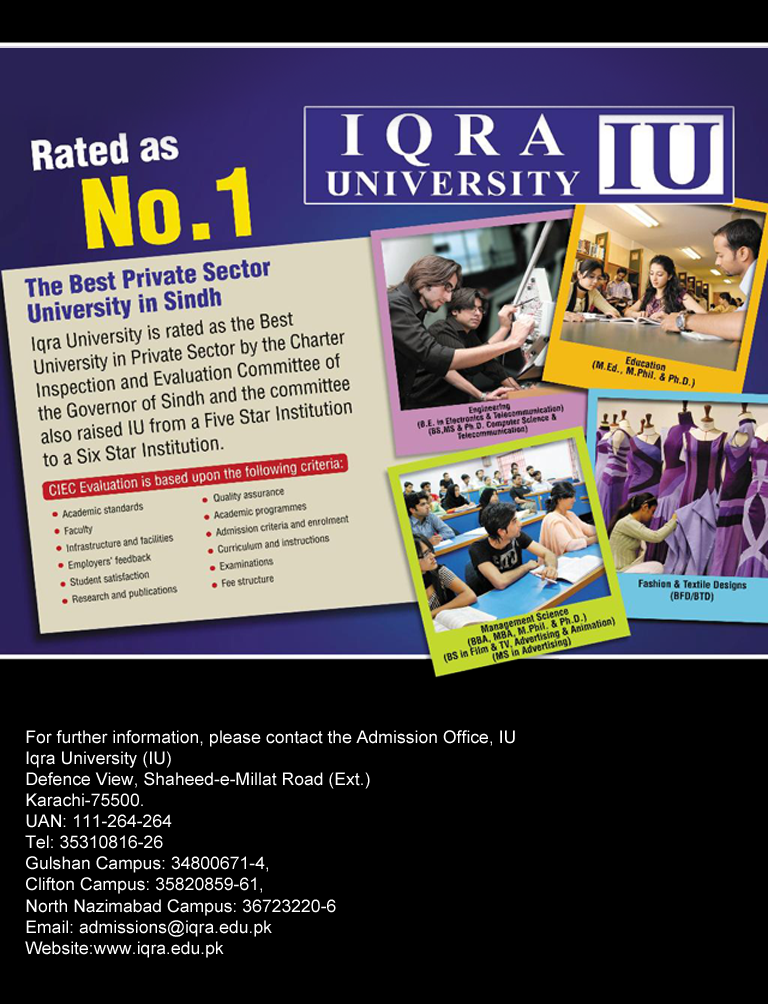 Rated as
No.1
IQRA
UNIVERSITY
IU
The Best Private Sector
University in Sindh
Iqra University is rated as the Best
University in Private Sector by the Charter
Inspection and Evaluation Committee of
the Governor of Sindh and the committee
also raised IU from a Five Star Institution
to a Six Star Institution.
CIEC Evaluation is based upon the following criteria:
• Academic standards
• Faculty
• Infrastructure and facilities
• Employers' feedback
• Student satisfaction
• Research and publications
• Quality assurance
• Academic programmes
• Admission criteria and enrolment
• Curriculum and instructions
• Examinations
• Fee structure
Engineering
(B.E. in Electronics & Telecommunication)
(BS,MS & Ph.D. Computer Science &
Telecommunication)
Education
(M.Ed., M.Phil. & Ph.D.)
Management Science
(BBA, MBA, M.Phil. & Ph.D.)
(BS in Film & TV, Advertising & Animation)
(MS in Advertising)
Fashion & Textile Designs
(BFD/BTD)
For further information, please contact the Admission Office, IU
Iqra University (IU)
Defence View, Shaheed-e-Millat Road (Ext.)
Karachi-75500.
UAN: 111-264-264
Tel: 35310816-26
Gulshan Campus: 34800671-4,
Clifton Campus: 35820859-61,
North Nazimabad Campus: 36723220-6
Email: admissions@iqra.edu.pk
Website:www.iqra.edu.pk